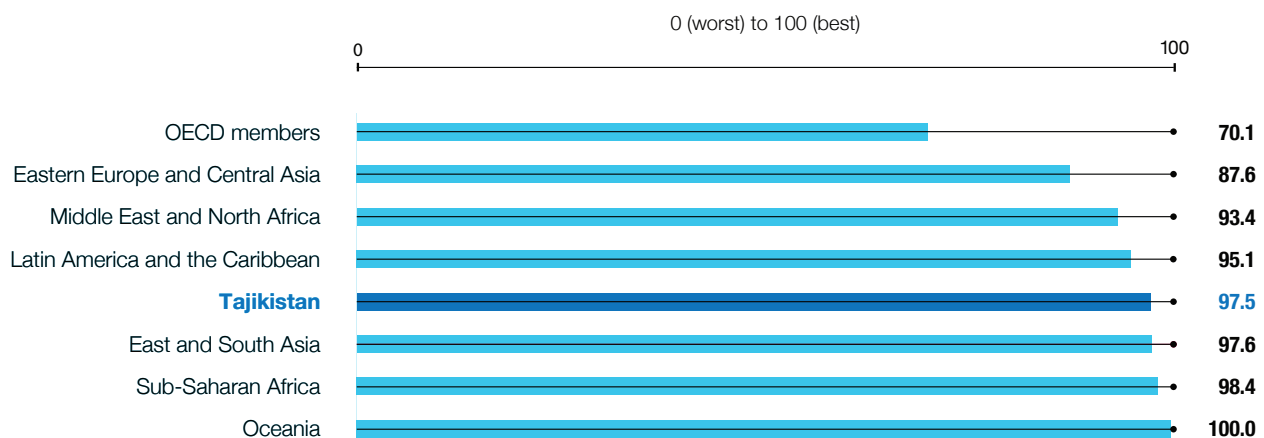 0 (worst) to 100 (best)
0 100
OECD members 70.1
Eastern Europe and Central Asia 87.6
Middle East and North Africa 93.4
Latin America and the Caribbean 95.1
Tajikistan 97.5
East and South Asia 97.6
Sub-Saharan Africa 98.4
Oceania 100.0